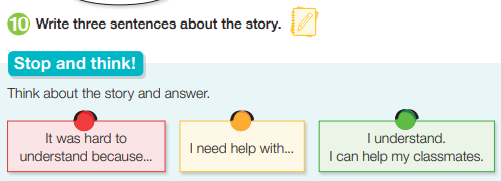 10 Write three sentences about the story.
Stop and think!
Think about the story and answer.
It was hard to
understand because...
I need help with...
I understand.
I can help my classmates.